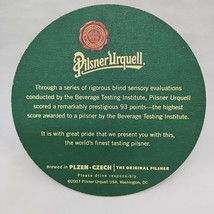 Pilsner Urquell
Through a series of rigorous blind sensory evaluations
conducted by the Beverage Testing Institute, Pilsner Urquell
scored a remarkably prestigious 93 points—the highest
score awarded to a pilsner by the Beverage Testing Institute.
It is with great pride that we present you with this,
the world's finest tasting pilsner.
Brewed in PLZEN • CZECH | THE ORIGINAL PILSNER
Please drink responsibly.
©2007 Pilsner Urquell USA, Washington, DC